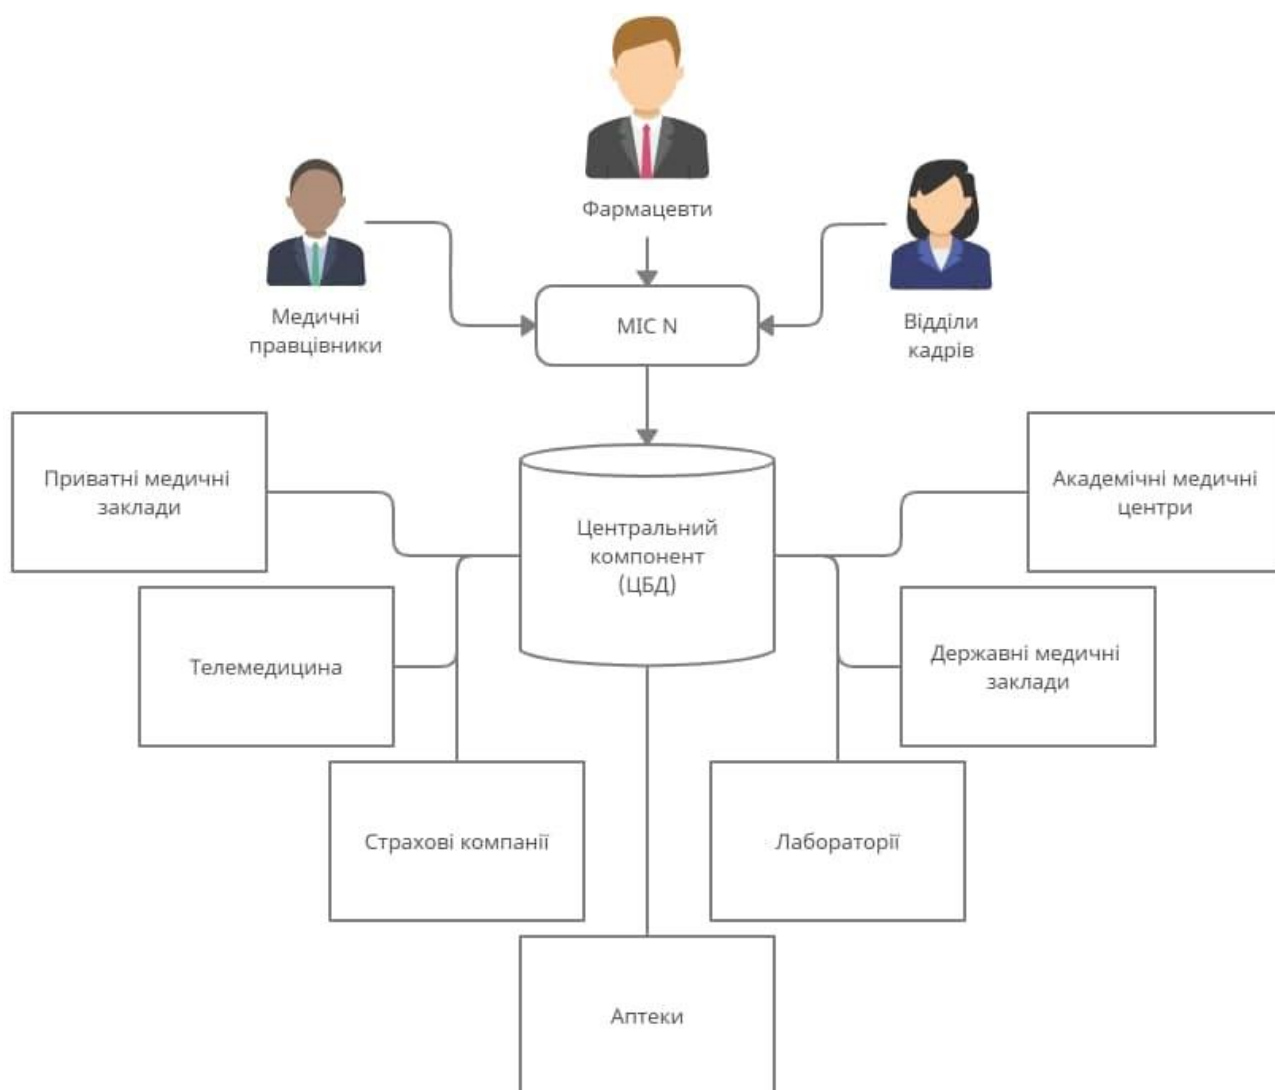 Фармацевти
Медичні
правцівники
МІС N
Відділи
кадрів
Приватні медичні
заклади
Центральний
компонент
(ЦБД)
Академічні медичні
центри
Телемедицина
Державні медичні
заклади
Страхові компанії
Лабораторії
Аптеки